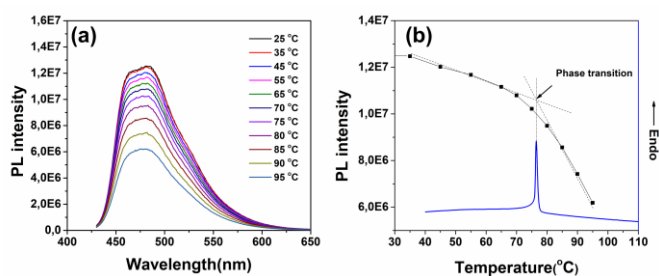 (a)
PL intensity
1,4E7
1,2E7
1,0E7
8,0E6
6,0E6
4,0E6
2,0E6
0,0
400 450 500 550 600 650
Wavelength(nm)
25 °C
35 °C
45 °C
55 °C
65 °C
70 °C
75 °C
80 °C
85 °C
90 °C
95 °C
(b)
PL intensity
1,4E7
1,2E7
1,0E7
8,0E6
6,0E6
30 40 50 60 70 80 90 100 110
Temperature(°C)
Phase transition
Endo